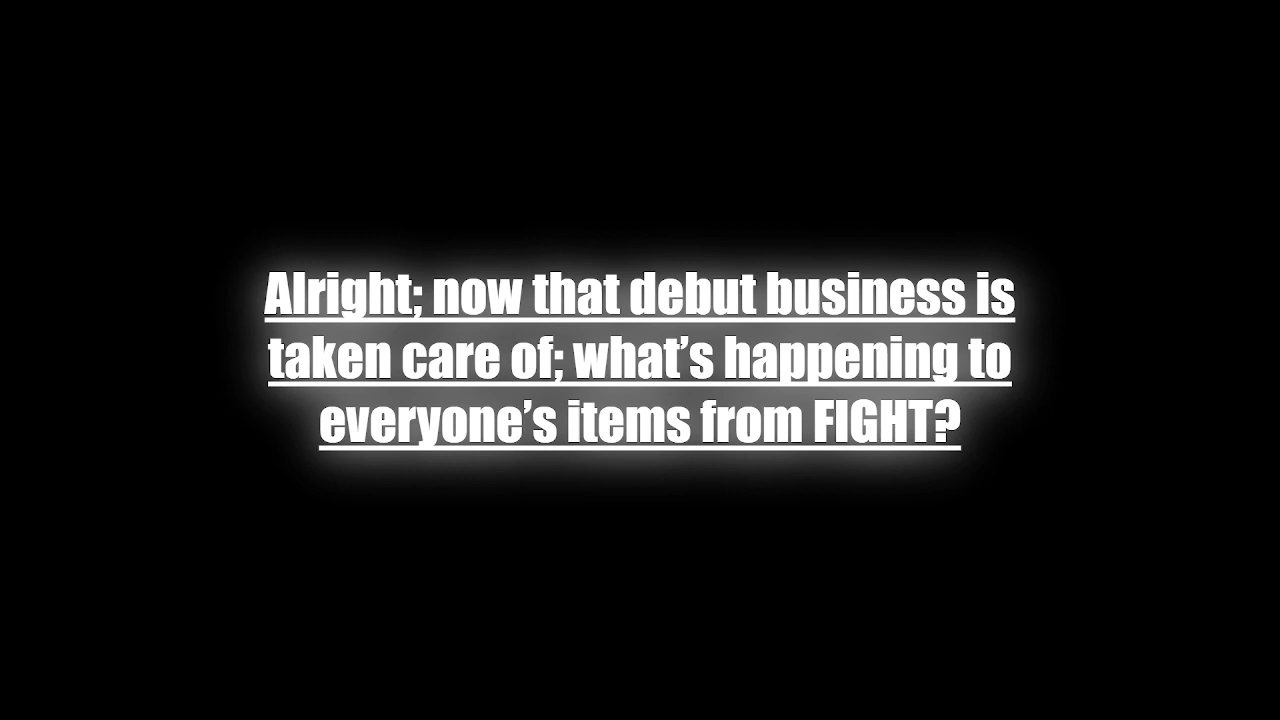 Alright; now that debut business is
taken care of; what’s happening to
everyone’s items from FIGHT?